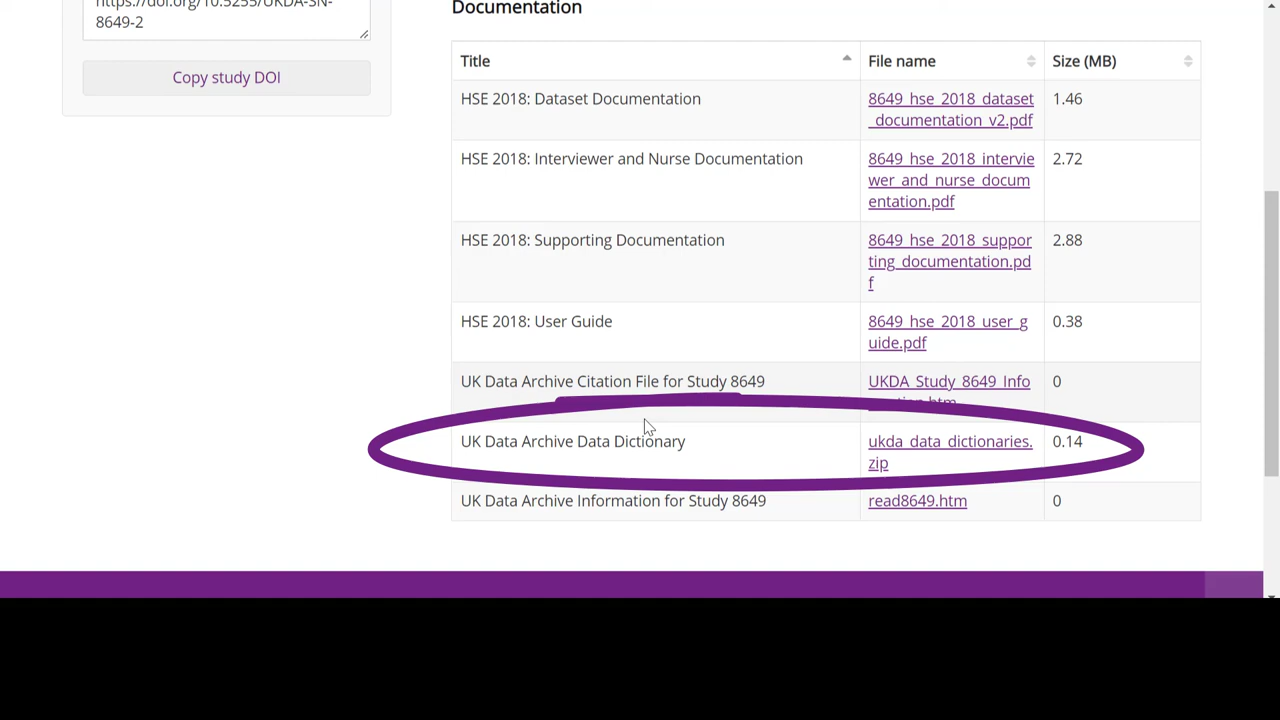 https://doi.org/10.5255/UKDA-SN-
8649-2
Copy study DOI
Documentation
Title
File name
Size (MB)
HSE 2018: Dataset Documentation
8649_hse_2018_dataset
_documentation_v2.pdf
1.46
HSE 2018: Interviewer and Nurse Documentation
8649_hse_2018_intervie
wer_and_nurse_docum
entation.pdf
2.72
HSE 2018: Supporting Documentation
8649_hse_2018_suppor
ting_documentation.pd
f
2.88
HSE 2018: User Guide
8649_hse_2018_user_g
uide.pdf
0.38
UK Data Archive Citation File for Study 8649
UKDA_Study_8649_Info
0
UK Data Archive Data Dictionary
ukda_data_dictionaries.
zip
0.14
UK Data Archive Information for Study 8649
read8649.htm
0